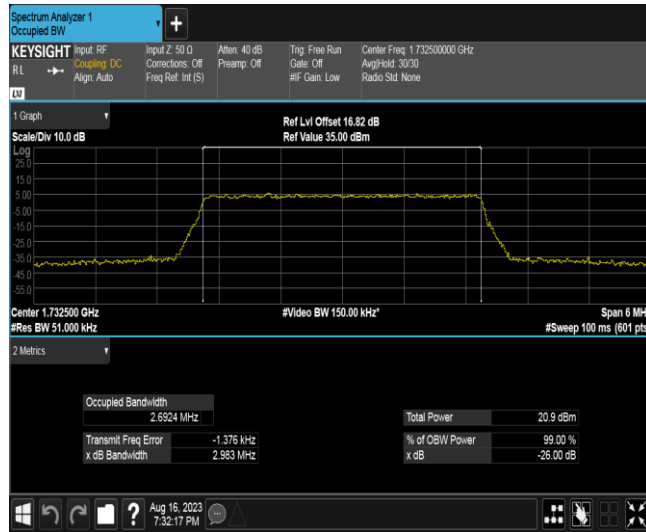 Spectrum Analyzer 1
Occupied BW
KEYSIGHT
RL
LXI
Input: RF
Coupling: DC
Align: Auto
Input Z: 50 Ω
Corrections: Off
Freq Ref: Int (S)
Atten: 40 dB
Preamp: Off
Trig: Free Run
Gate: Off
#IF Gain: Low
Center Freq: 1.732500000 GHz
Avg|Hold: 30/30
Radio Std: None
1 Graph
Scale/Div 10.0 dB
Ref Lvl Offset 16.82 dB
Ref Value 35.00 dBm
Log
25.0
15.0
5.00
-5.00
-15.0
-25.0
-35.0
-45.0
-55.0
Center 1.732500 GHz
#Res BW 51.000 kHz
#Video BW 150.00 kHz*
Span 6 MH
#Sweep 100 ms (601 pts
2 Metrics
Occupied Bandwidth
2.6924 MHz
Transmit Freq Error -1.376 kHz
x dB Bandwidth 2.983 MHz
Total Power 20.9 dBm
% of OBW Power 99.00 %
x dB -26.00 dB
Aug 16, 2023
7:32:17 PM